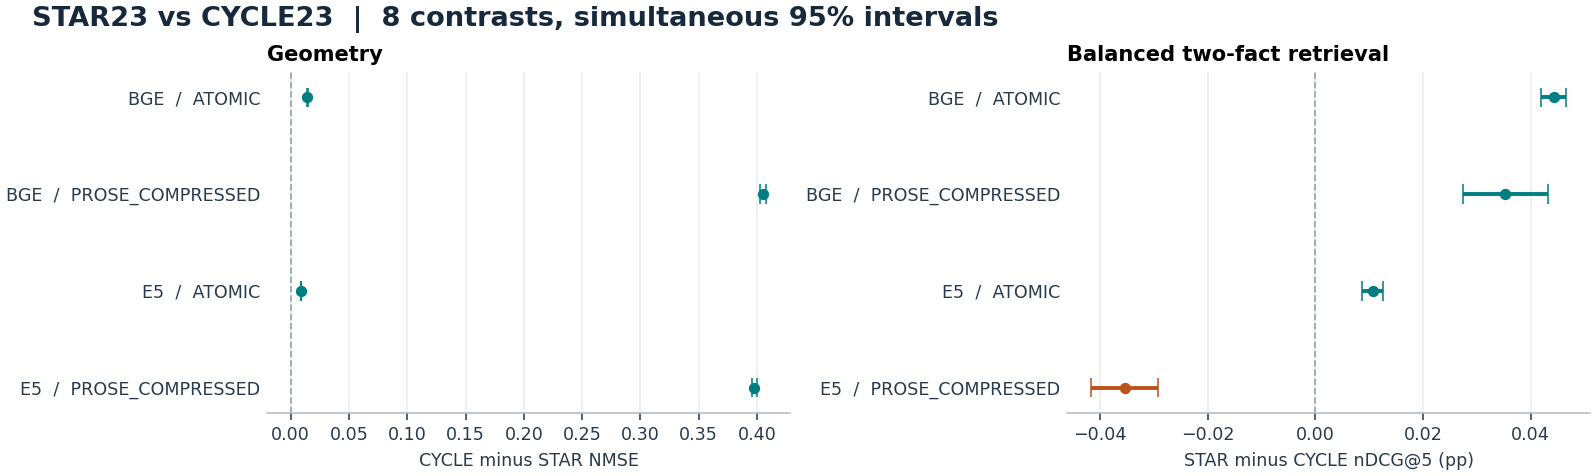 STAR23 vs CYCLE23 | 8 contrasts, simultaneous 95% intervals
Geometry
BGE / ATOMIC
BGE / PROSE_COMPRESSED
E5 / ATOMIC
E5 / PROSE_COMPRESSED
0.00 0.05 0.10 0.15 0.20 0.25 0.30 0.35 0.40
CYCLE minus STAR NMSE
Balanced two-fact retrieval
BGE / ATOMIC
BGE / PROSE_COMPRESSED
E5 / ATOMIC
E5 / PROSE_COMPRESSED
−0.04 −0.02 0.00 0.02 0.04
STAR minus CYCLE nDCG@5 (pp)